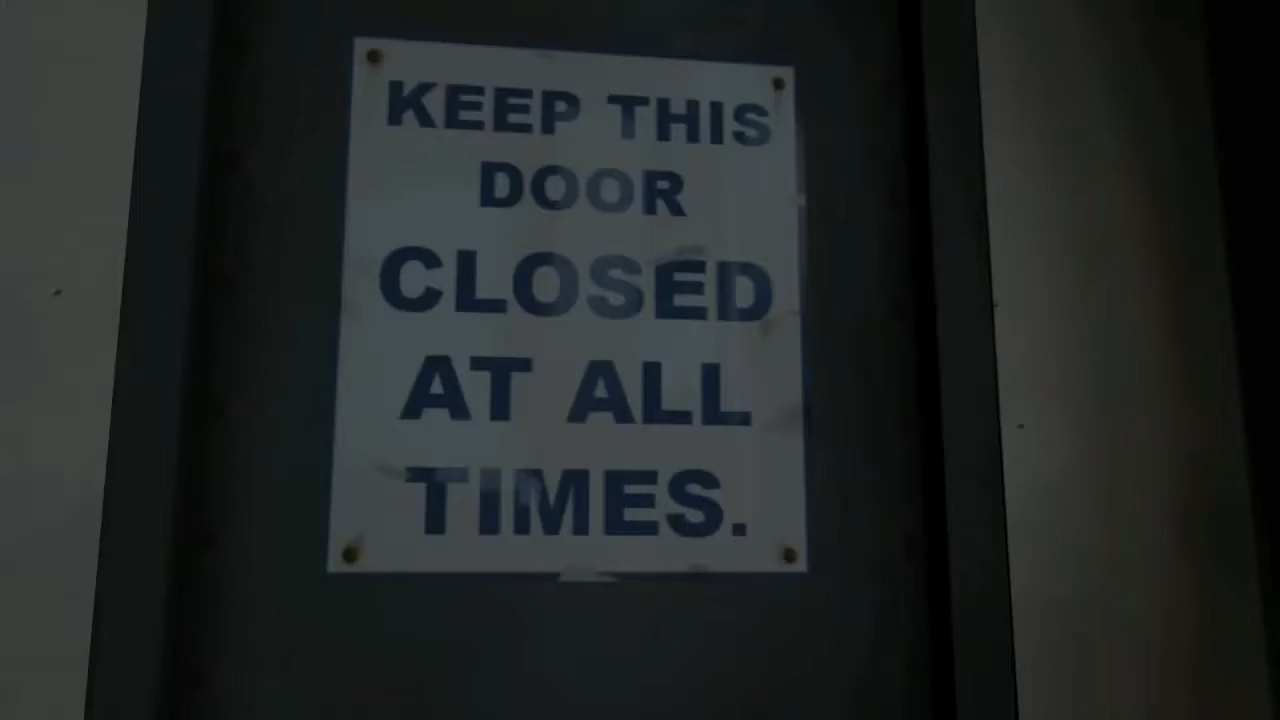 KEEP THIS
DOOR
CLOSED
AT ALL
TIMES.